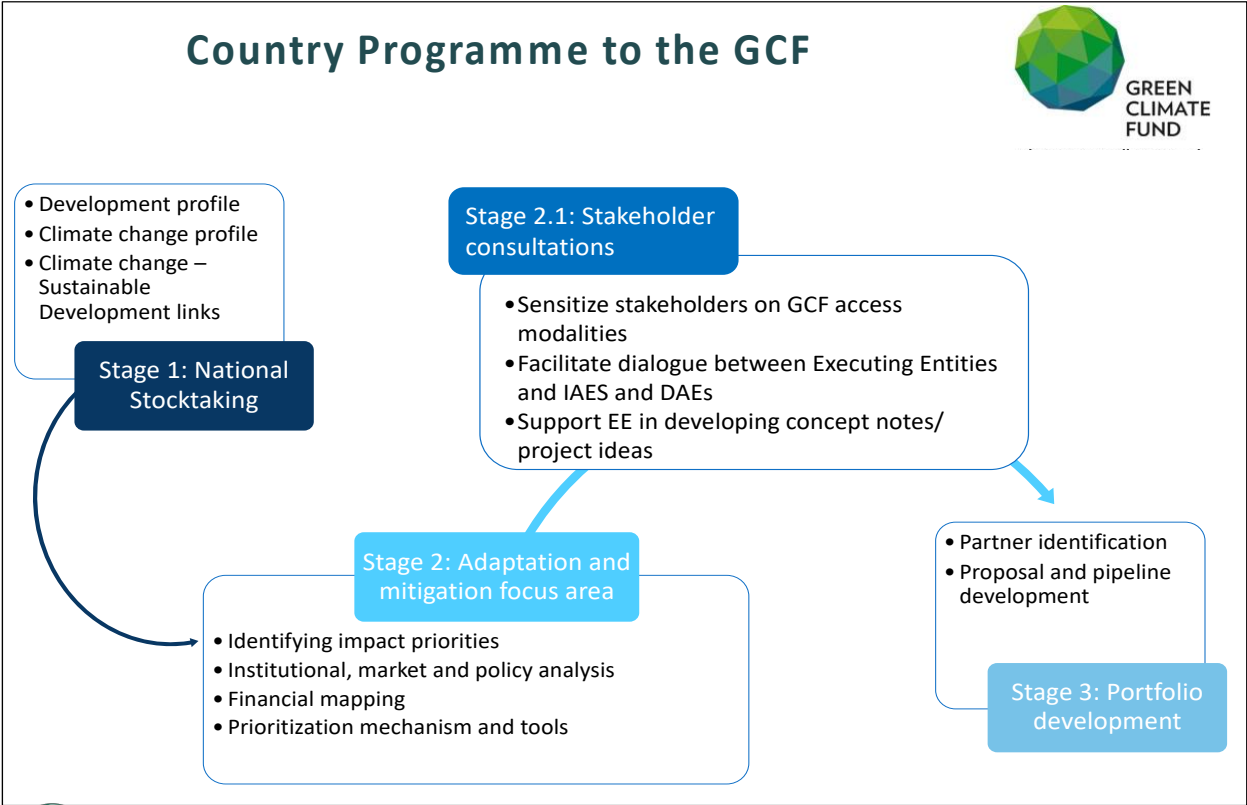 Country Programme to the GCF
GREEN
CLIMATE
FUND
• Development profile
• Climate change profile
• Climate change –
Sustainable
Development links
Stage 1: National
Stocktaking
Stage 2.1: Stakeholder
consultations
•Sensitize stakeholders on GCF access
modalities
•Facilitate dialogue between Executing Entities
and IAES and DAEs
•Support EE in developing concept notes/
project ideas
Stage 2: Adaptation and
mitigation focus area
• Identifying impact priorities
• Institutional, market and policy analysis
• Financial mapping
• Prioritization mechanism and tools
• Partner identification
• Proposal and pipeline
development
Stage 3: Portfolio
development